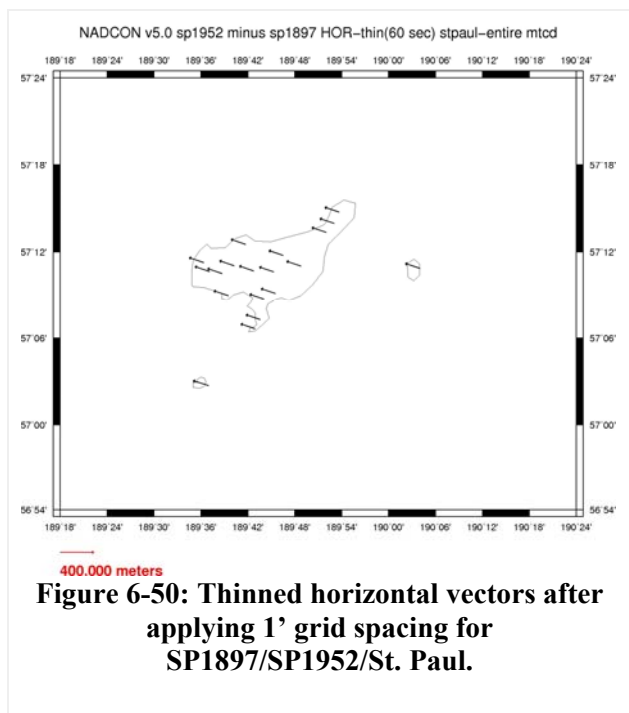 NADCON v5.0 sp1952 minus sp1897 HOR–thin(60 sec) stpaul–entire mtcd
189˚18' 189˚24' 189˚30' 189˚36' 189˚42' 189˚48' 189˚54' 190˚00' 190˚06' 190˚12' 190˚18' 190˚24'
57˚24' 57˚24'
57˚18' 57˚18'
57˚12' 57˚12'
57˚06' 57˚06'
57˚00' 57˚00'
56˚54' 56˚54'
189˚18' 189˚24' 189˚30' 189˚36' 189˚42' 189˚48' 189˚54' 190˚00' 190˚06' 190˚12' 190˚18' 190˚24'
400.000 meters
Figure 6-50: Thinned horizontal vectors after
applying 1’ grid spacing for
SP1897/SP1952/St. Paul.